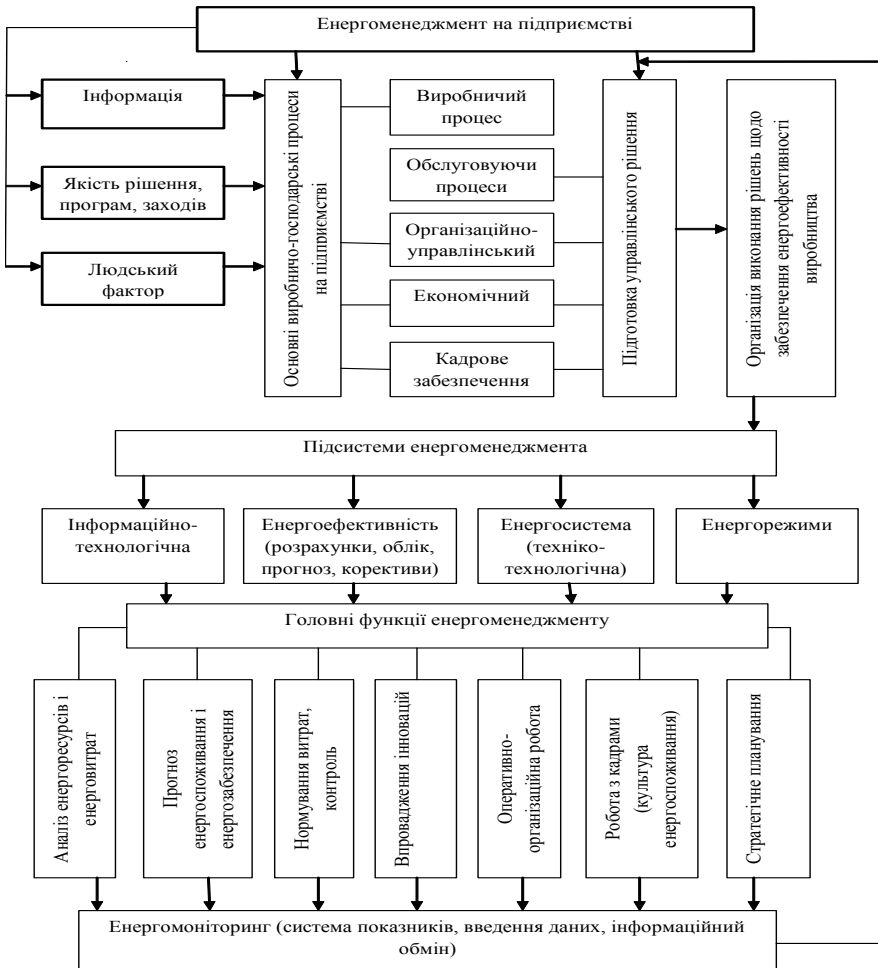 Енергоменеджмент на підприємстві
Інформація
Якість рішення,
програм, заходів
Людський
фактор
Основні виробничо-господарські процеси
на підприємстві
Виробничий
процес
Обслуговуючи
процеси
Організаційно-
управлінський
Економічний
Кадрове
забезпечення
Підготовка управлінського рішення
Організація виконання рішень щодо
забезпечення енергоефективності
виробництва
Підсистеми енергоменеджмента
Інформаційно-
технологічна
Енергоефективність
(розрахунки, облік,
прогноз, корективи)
Енергосистема
(техніко-
технологічна)
Енергорежими
Головні функції енергоменеджменту
Аналіз енергоресурсів і
енерговитрат
Прогноз
енергоспоживання і
енергозабезпечення
Нормування витрат,
контроль
Впровадження інновацій
Оперативно-
організаційна робота
Робота з кадрами
(культура
енергоспоживання)
Стратегічне планування
Енергомоніторинг (система показників, введення даних, інформаційний
обмін)